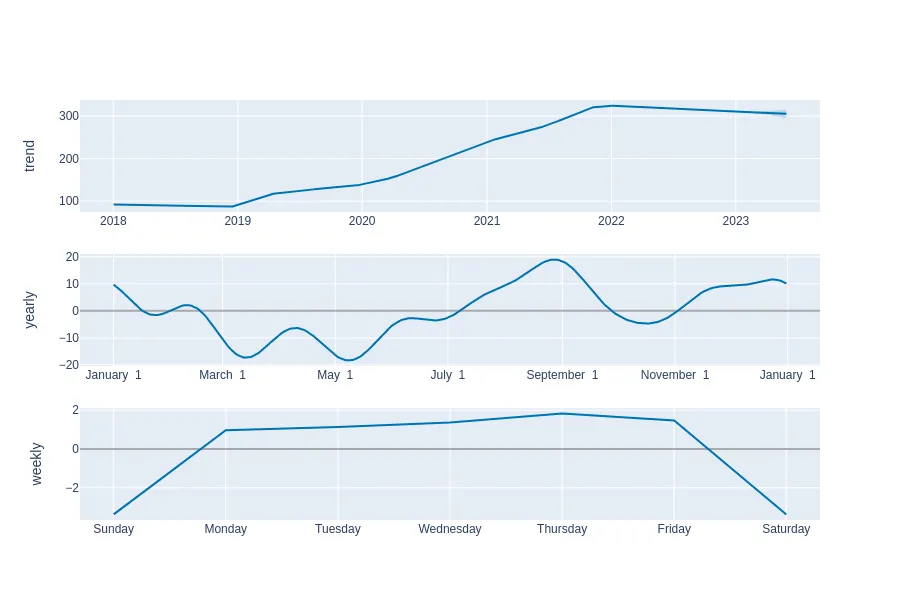 trend
300
200
100
2018 2019 2020 2021 2022 2023
yearly
20
10
0
−10
−20
January 1 March 1 May 1 July 1 September 1 November 1 January 1
weekly
2
0
−2
Sunday Monday Tuesday Wednesday Thursday Friday Saturday